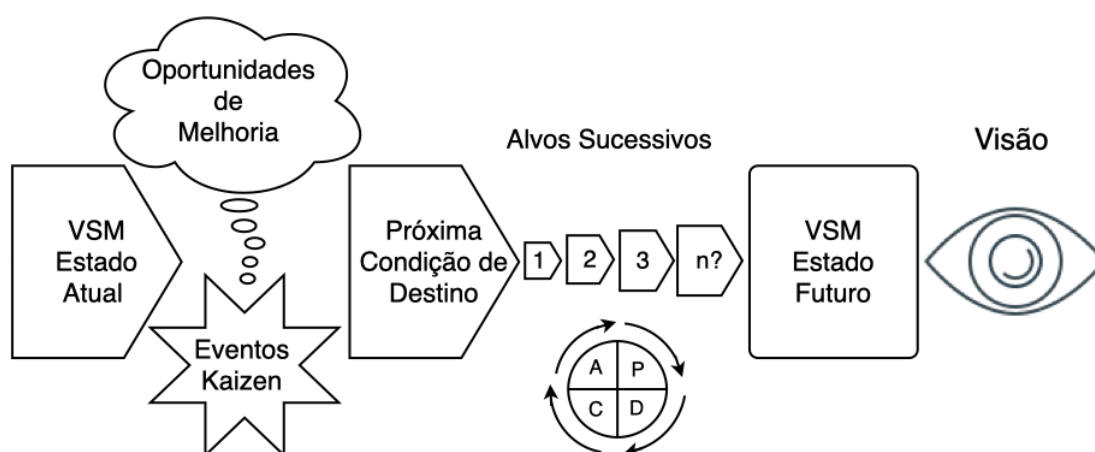 Oportunidades
de
Melhoria
Alvos Sucessivos
Visão
VSM
Estado
Atual
Eventos
Kaizen
Próxima
Condição de
Destino
1
2
3
n?
VSM
Estado
Futuro
A P
C D